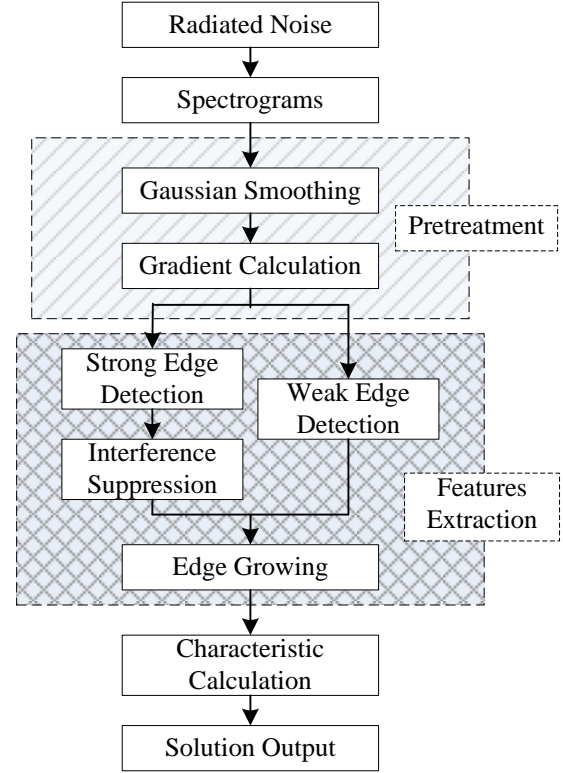 Radiated Noise
Spectrograms
Gaussian Smoothing
Pretreatment
Gradient Calculation
Strong Edge
Detection
Weak Edge
Detection
Interference
Suppression
Features
Extraction
Edge Growing
Characteristic
Calculation
Solution Output